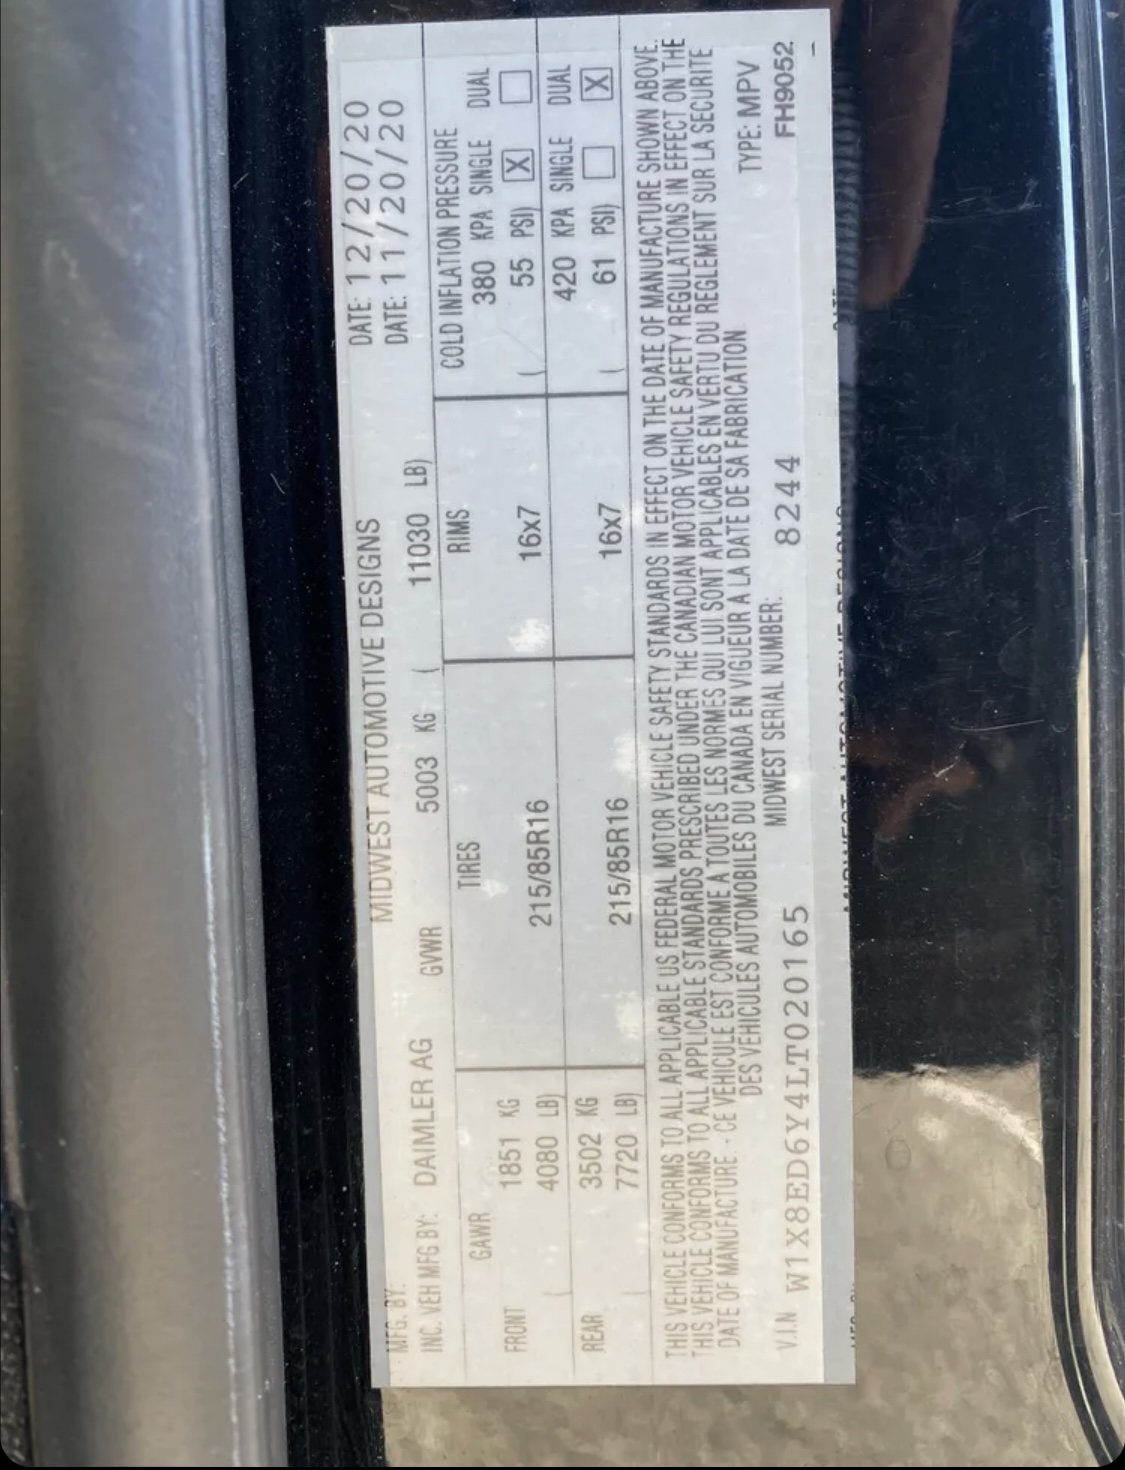 MFG. BY: MIDWEST AUTOMOTIVE DESIGNS DATE: 12/20/20
INC. VEH MFG BY: DAIMLER AG GVWR 5003 KG ( 11030 LB) DATE: 11/20/20
GAWR TIRES RIMS COLD INFLATION PRESSURE
FRONT 1851 KG 215/85R16 16x7 380 KPA SINGLE DUAL
( 4080 LB) ( 55 PSI) X
REAR 3502 KG 215/85R16 16x7 420 KPA SINGLE DUAL
( 7720 LB) ( 61 PSI) X
THIS VEHICLE CONFORMS TO ALL APPLICABLE US FEDERAL MOTOR VEHICLE SAFETY STANDARDS IN EFFECT ON THE DATE OF MANUFACTURE SHOWN ABOVE.
THIS VEHICLE CONFORMS TO ALL APPLICABLE STANDARDS PRESCRIBED UNDER THE CANADIAN MOTOR VEHICLE SAFETY REGULATIONS IN EFFECT ON THE
DATE OF MANUFACTURE. - CE VEHICULE EST CONFORME A TOUTES LES NORMES QUI LUI SONT APPLICABLES EN VERTU DU REGLEMENT SUR LA SECURITE
DES VEHICULES AUTOMOBILES DU CANADA EN VIGUEUR A LA DATE DE SA FABRICATION. TYPE: MPV
V.I.N W1X8ED6Y4LT020165 MIDWEST SERIAL NUMBER: 8244 FH9052